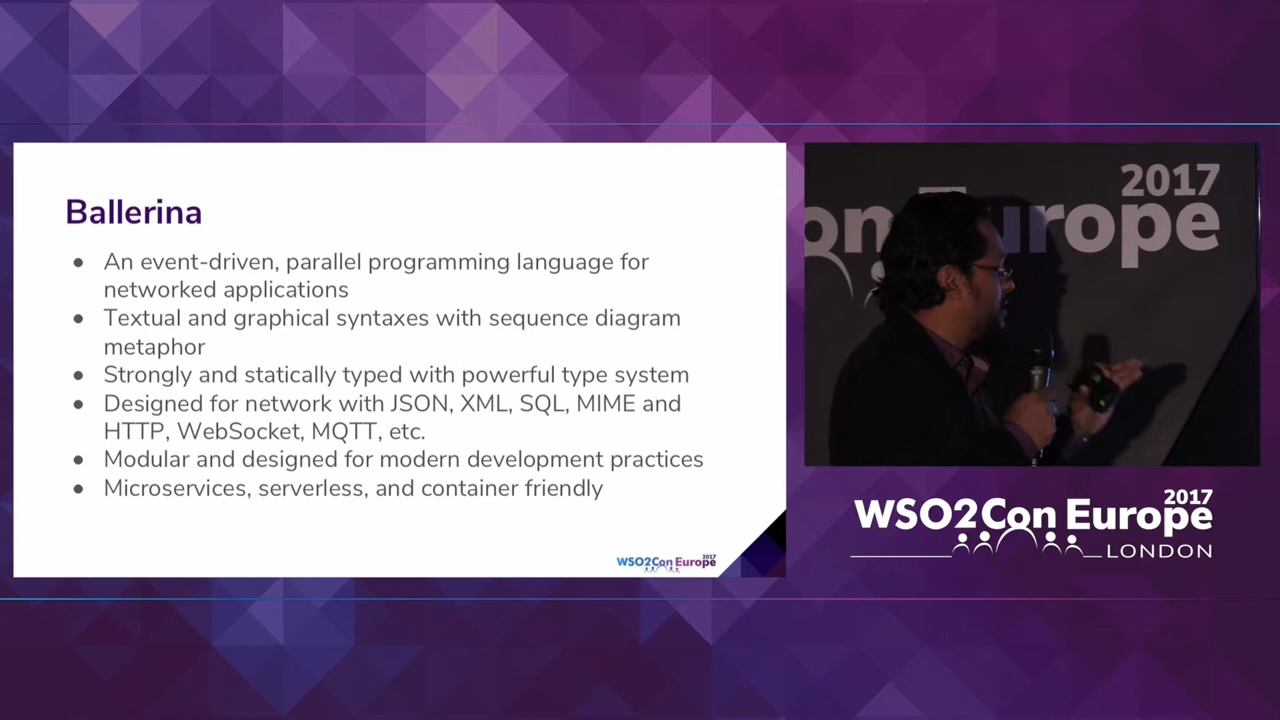 Ballerina
● An event-driven, parallel programming language for
networked applications
● Textual and graphical syntaxes with sequence diagram
metaphor
● Strongly and statically typed with powerful type system
● Designed for network with JSON, XML, SQL, MIME and
HTTP, WebSocket, MQTT, etc.
● Modular and designed for modern development practices
● Microservices, serverless, and container friendly
WSO2Con Europe 2017
2017
on Europe
2017
WSO2Con Europe
LONDON